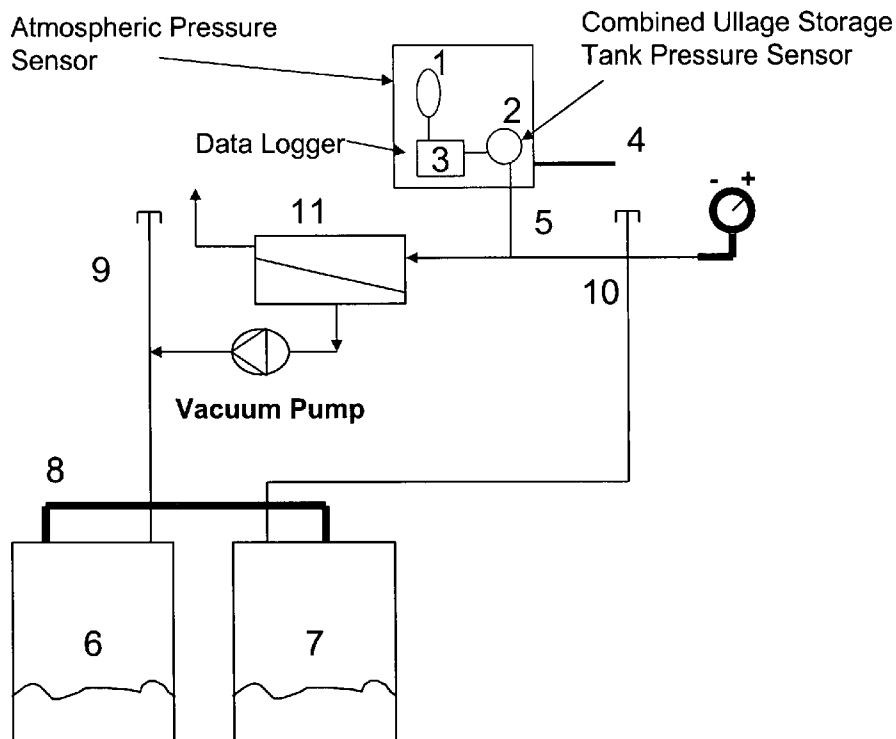 Atmospheric Pressure
Sensor
Combined Ullage Storage
Tank Pressure Sensor
1
2
Data Logger
3
4
11
5
- +
9
10
Vacuum Pump
8
6
7